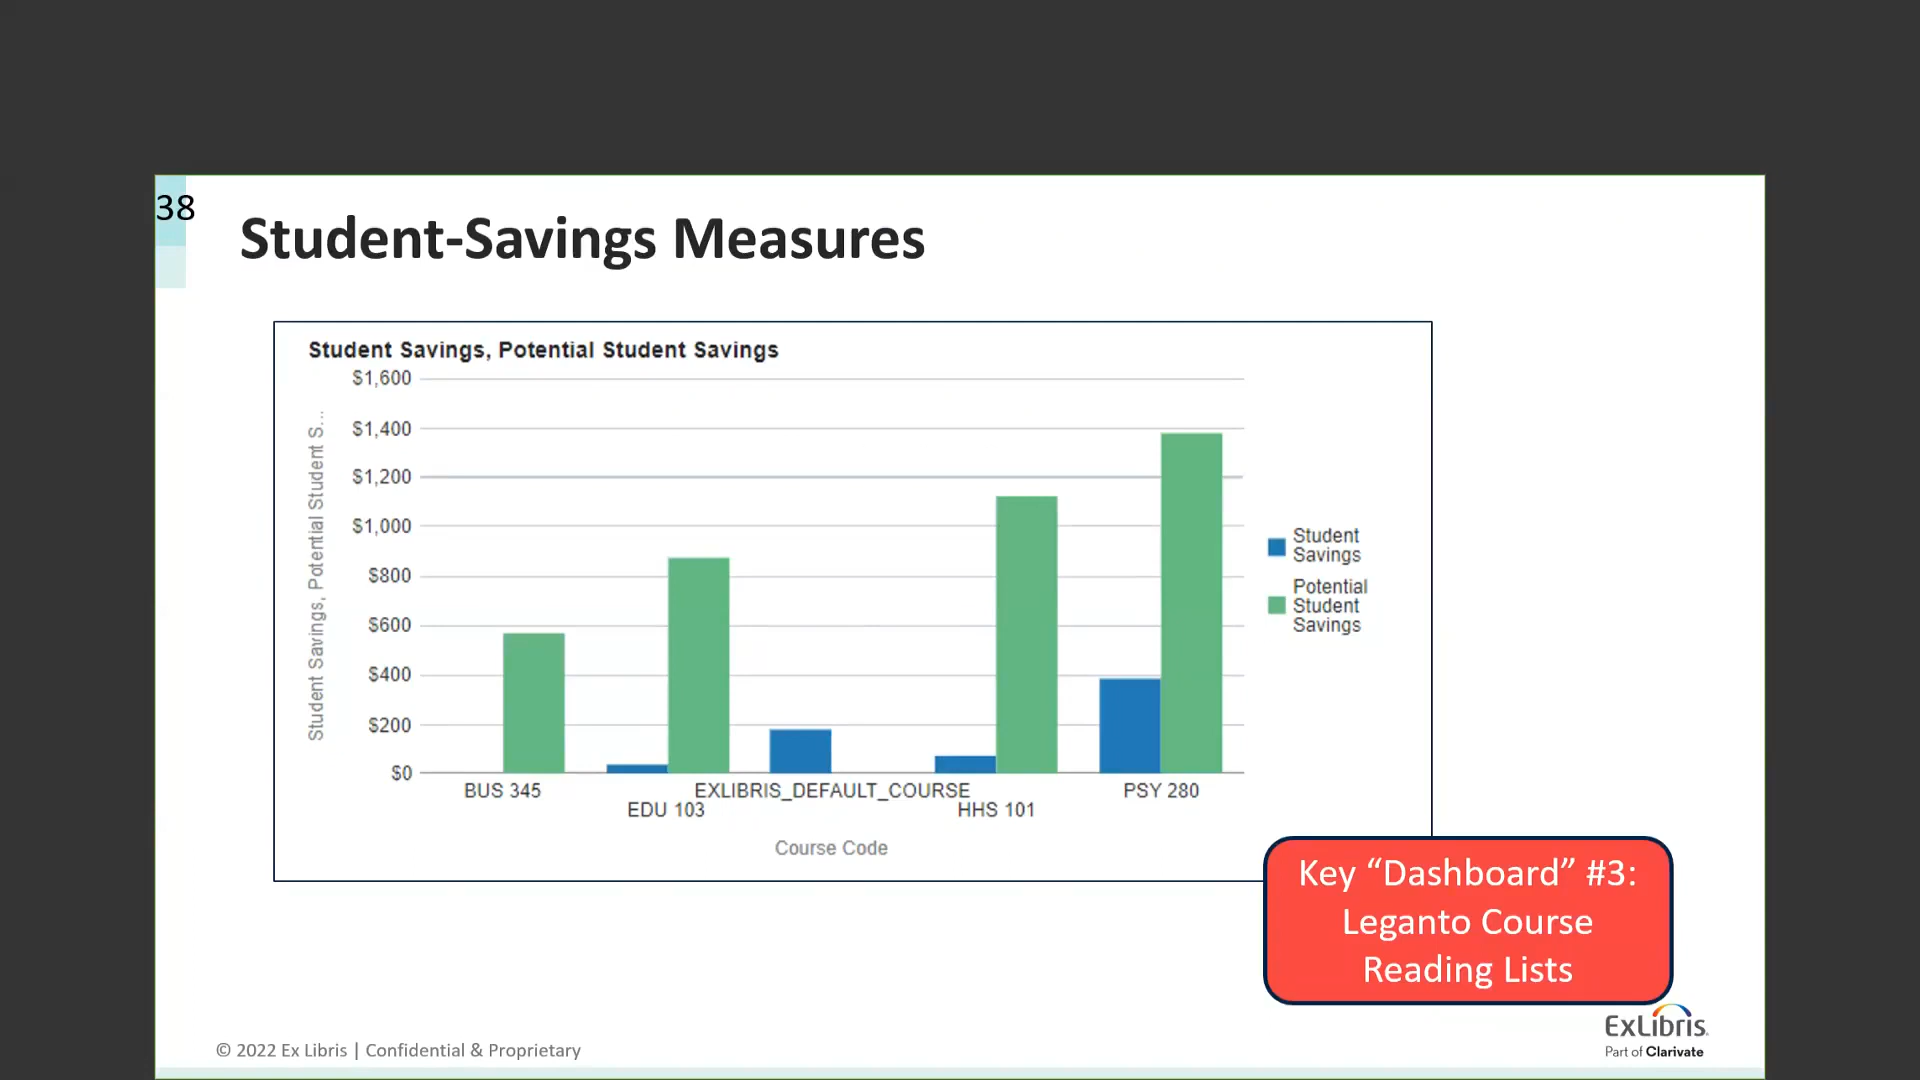 38
Student-Savings Measures
Student Savings, Potential Student Savings
Student Savings, Potential Student S...
$1,600
$1,400
$1,200
$1,000
$800
$600
$400
$200
$0
BUS 345
EDU 103
EXLIBRIS_DEFAULT_COURSE
HHS 101
PSY 280
Course Code
Student
Savings
Potential
Student
Savings
Key “Dashboard” #3:
Leganto Course
Reading Lists
© 2022 Ex Libris | Confidential & Proprietary
ExLibris
Part of Clarivate